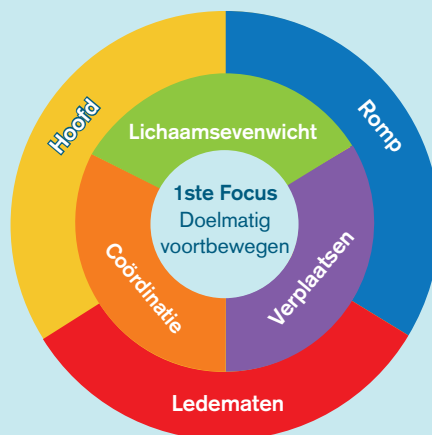 Hoofd
Romp
Lichaamsevenwicht
1ste Focus
Doelmatig
voortbewegen
Coördinatie
Verplaatsen
Ledematen